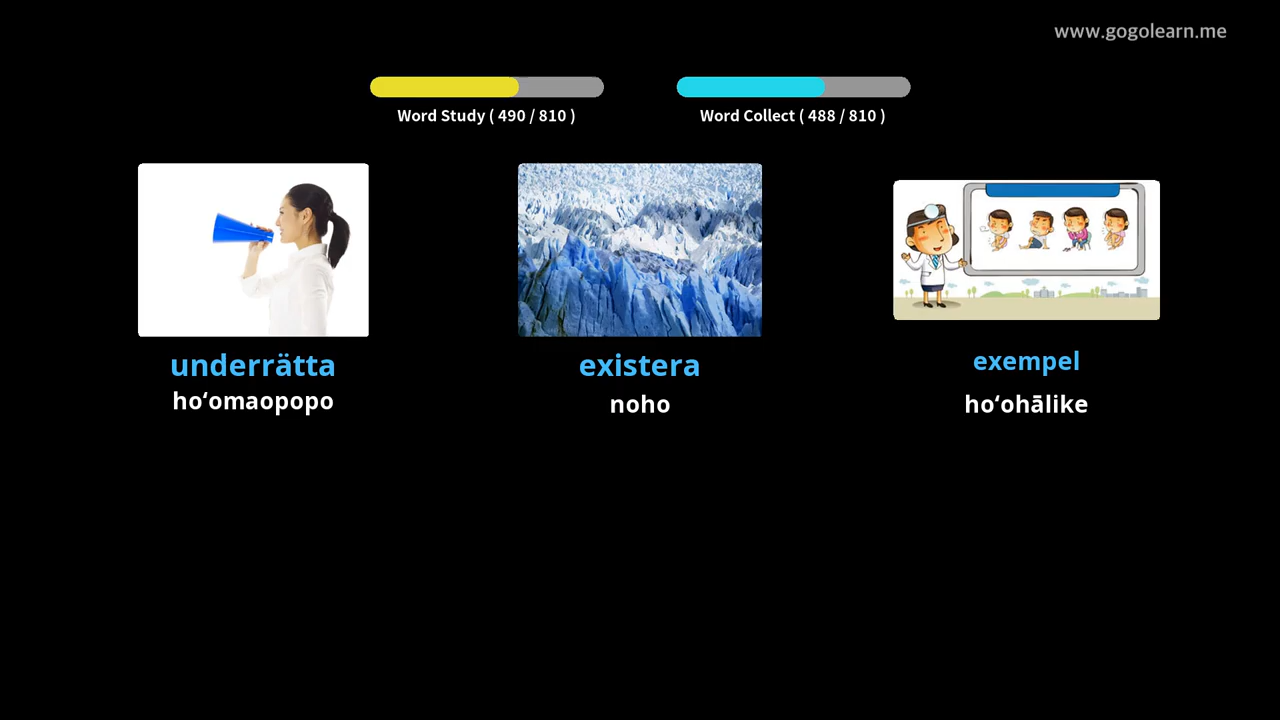 www.gogolearn.me
Word Study ( 490 / 810 )
Word Collect ( 488 / 810 )
underrätta
existera
exempel
hoʻomaopopo
noho
hoʻohālike